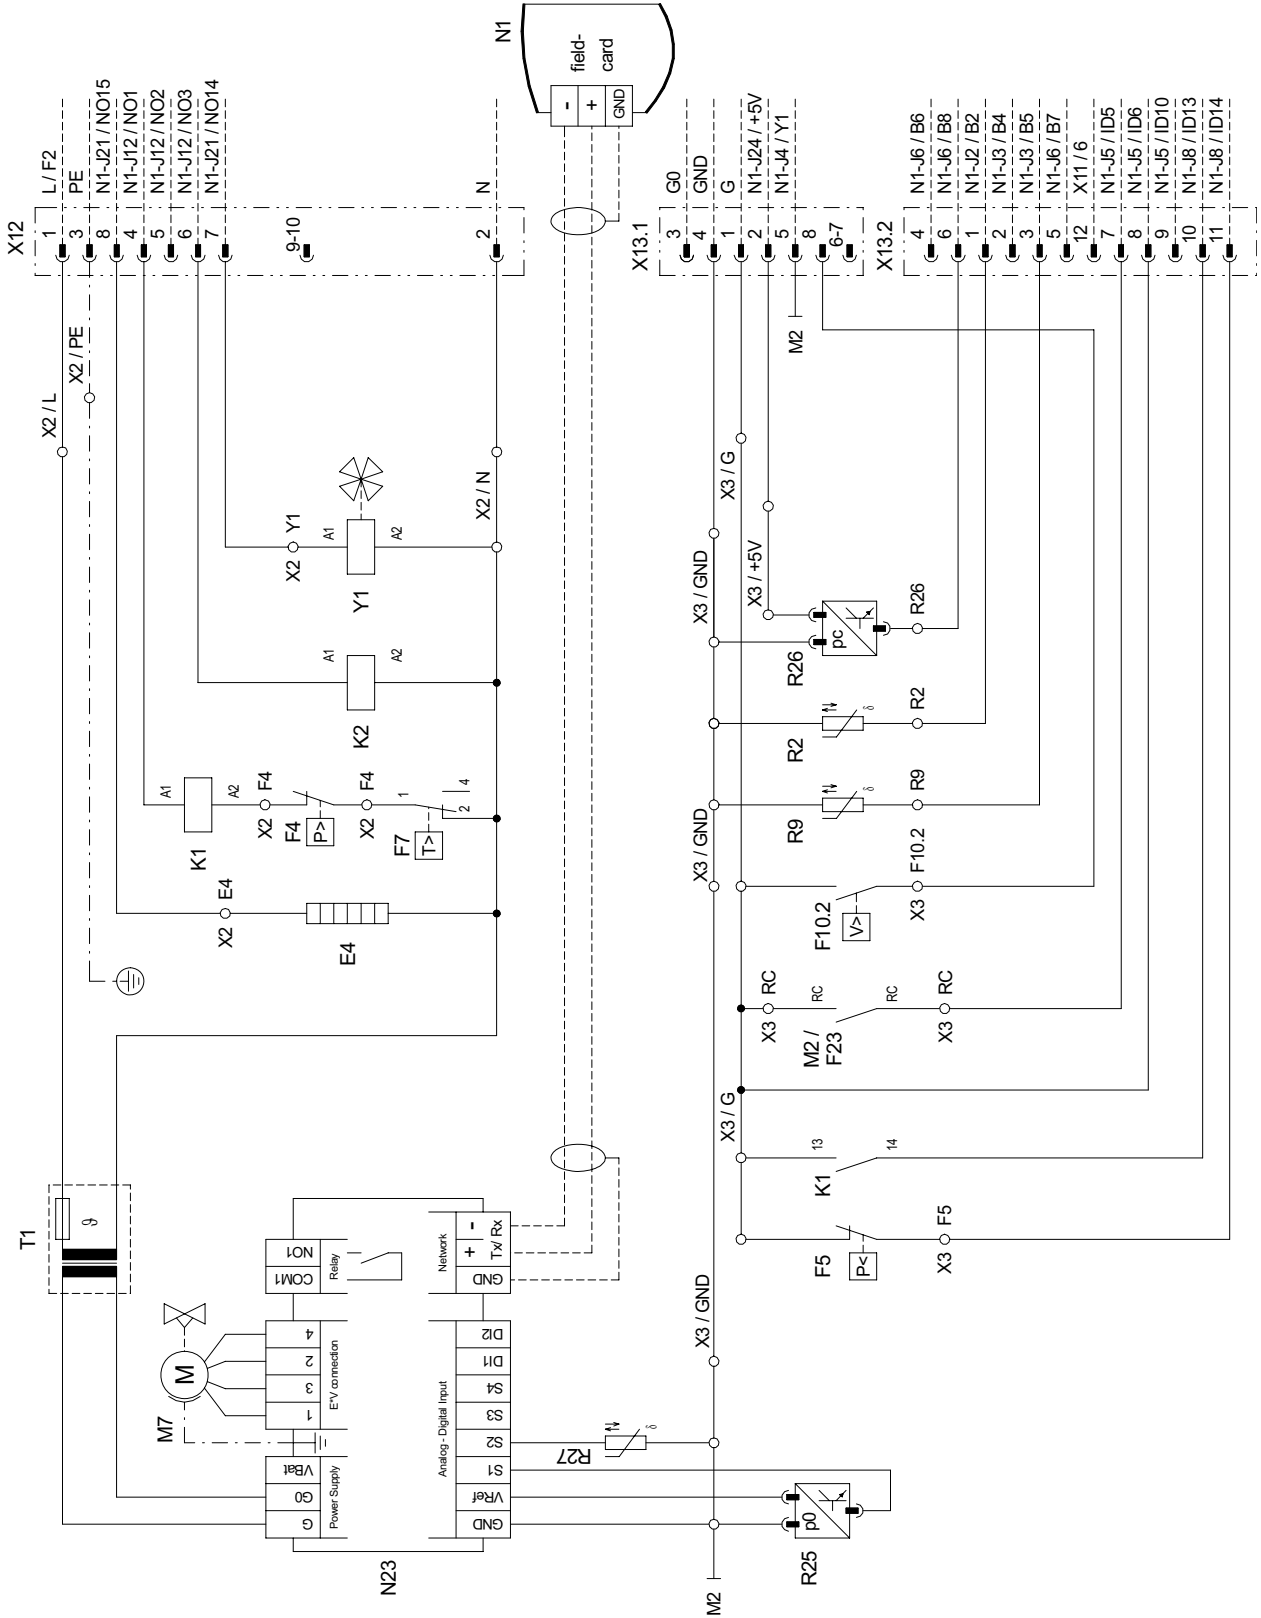 N1
field-
card
-
+
GND
X12
1
L / F2
3
PE
8
N1-J21 / NO15
4
N1-J12 / NO1
5
N1-J12 / NO2
6
N1-J12 / NO3
7
N1-J21 / NO14
9-10
2
N
X2 / L
X2 / PE
X2 / N
X2
Y1
A1
A2
Y1
A1
A2
K2
A1
A2
K1
X2
F4
F4
P>
X2
F4
F7
T>
1
2
4
X2
E4
E4
T1
ϑ
X13.1
3
G0
4
GND
1
G
2
N1-J24 / +5V
5
N1-J4 / Y1
8
6-7
M2
X13.2
4
N1-J6 / B6
6
N1-J6 / B8
1
N1-J2 / B2
2
N1-J3 / B4
3
N1-J3 / B5
5
N1-J6 / B7
12
X11 / 6
7
N1-J5 / ID5
8
N1-J5 / ID6
9
N1-J5 / ID10
10
N1-J8 / ID13
11
N1-J8 / ID14
X3 / G
X3 / GND
X3 / +5V
pc
R26
R26
R2
δ
R2
R9
δ
R9
X3 / GND
F10.2
V>
X3
F10.2
X3
RC
RC
M2 /
F23
RC
X3
RC
X3 / G
13
K1
14
F5
P<
X3
F5
X3 / GND
M7
M
NO1
COM1
Relay
4
2
3
1
E*V connection
VBat
G0
G
Power Supply
N23
Network
-
+
Tx/ Rx
GND
Analog - Digital Input
DI2
DI1
S4
S3
S2
S1
VRef
GND
R27
δ
p0
R25
M2